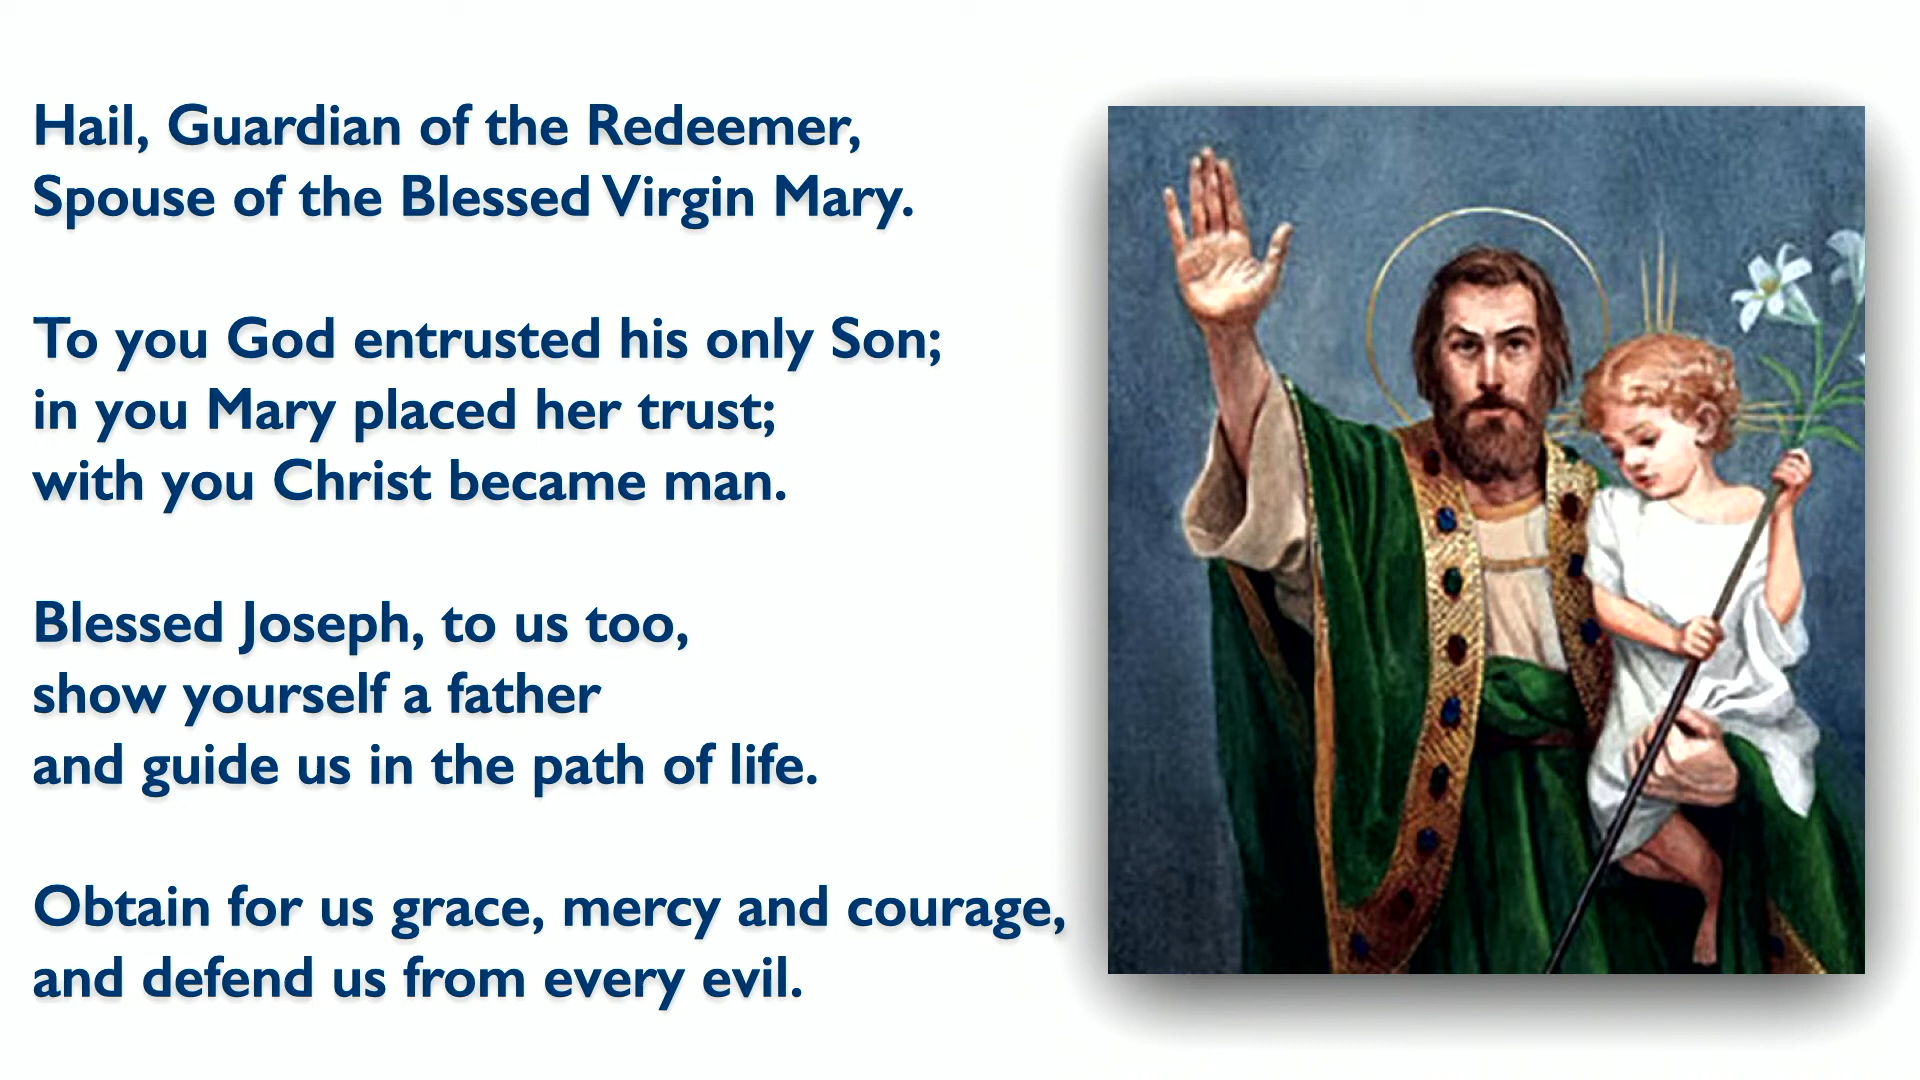 Hail, Guardian of the Redeemer,
Spouse of the Blessed Virgin Mary.
To you God entrusted his only Son;
in you Mary placed her trust;
with you Christ became man.
Blessed Joseph, to us too,
show yourself a father
and guide us in the path of life.
Obtain for us grace, mercy and courage,
and defend us from every evil.